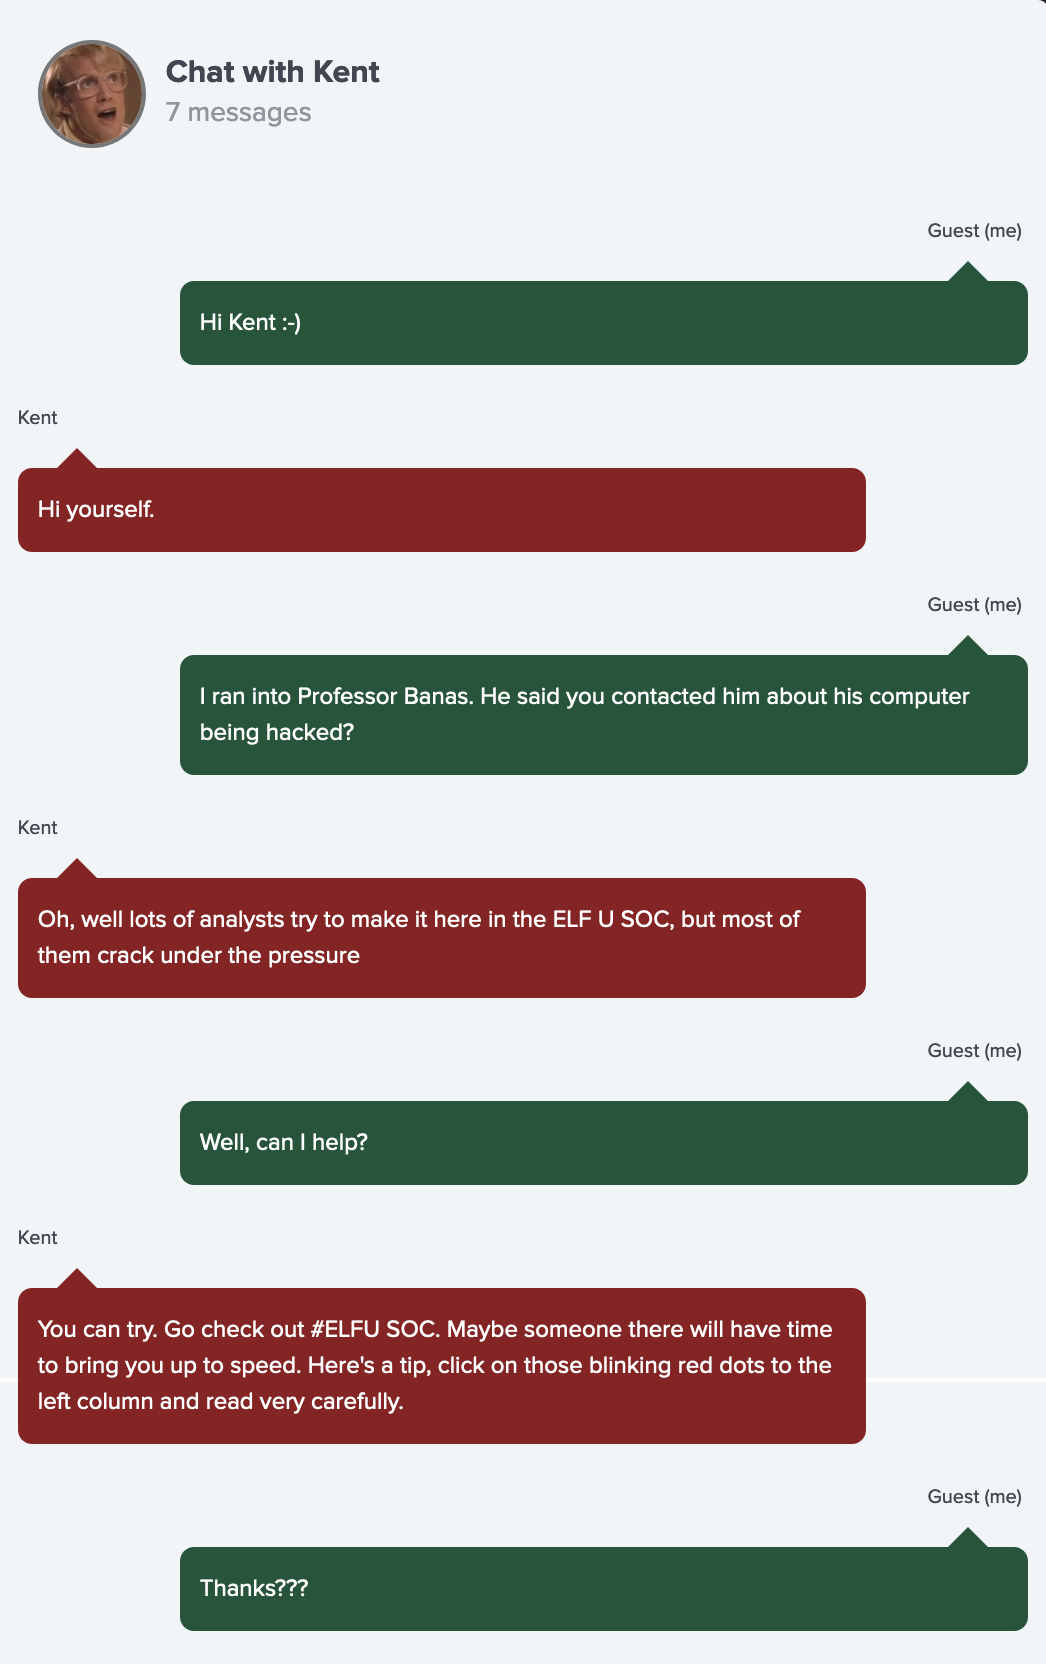 Chat with Kent
7 messages
Guest (me)
Hi Kent :-)
Kent
Hi yourself.
Guest (me)
I ran into Professor Banas. He said you contacted him about his computer
being hacked?
Kent
Oh, well lots of analysts try to make it here in the ELF U SOC, but most of
them crack under the pressure
Guest (me)
Well, can I help?
Kent
You can try. Go check out #ELFU SOC. Maybe someone there will have time
to bring you up to speed. Here's a tip, click on those blinking red dots to the
left column and read very carefully.
Guest (me)
Thanks???